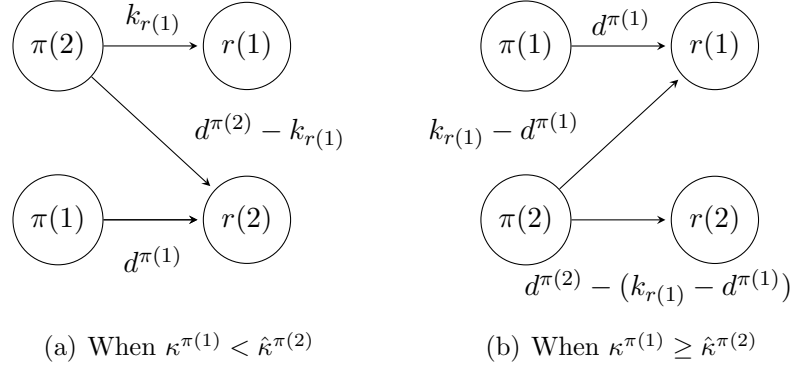 π(2)
k_{r(1)}
r(1)
d^{π(2)} − k_{r(1)}
π(1)
d^{π(1)}
r(2)
(a) When κ^{π(1)} < κ̂^{π(2)}
π(1)
d^{π(1)}
r(1)
k_{r(1)} − d^{π(1)}
π(2)
r(2)
d^{π(2)} − (k_{r(1)} − d^{π(1)})
(b) When κ^{π(1)} ≥ κ̂^{π(2)}